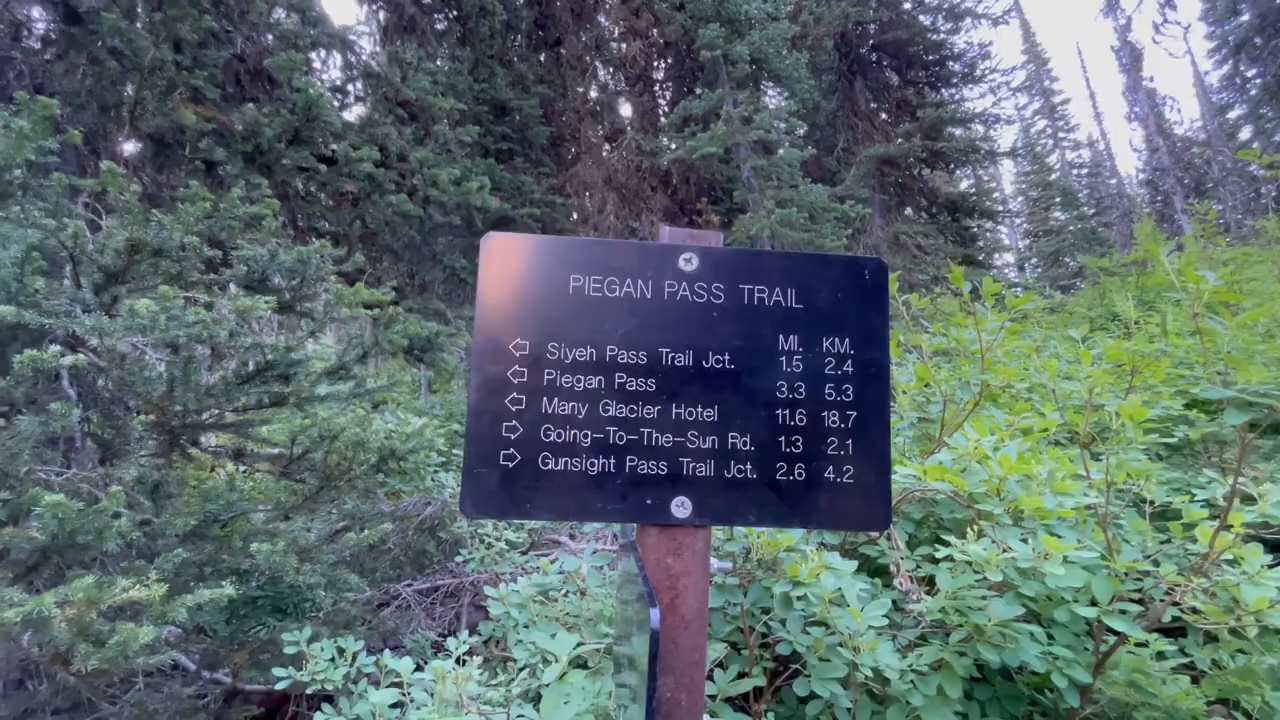 PIEGAN PASS TRAIL
MI. KM.
Siyeh Pass Trail Jct. 1.5 2.4
Piegan Pass 3.3 5.3
Many Glacier Hotel 11.6 18.7
Going-To-The-Sun Rd. 1.3 2.1
Gunsight Pass Trail Jct. 2.6 4.2